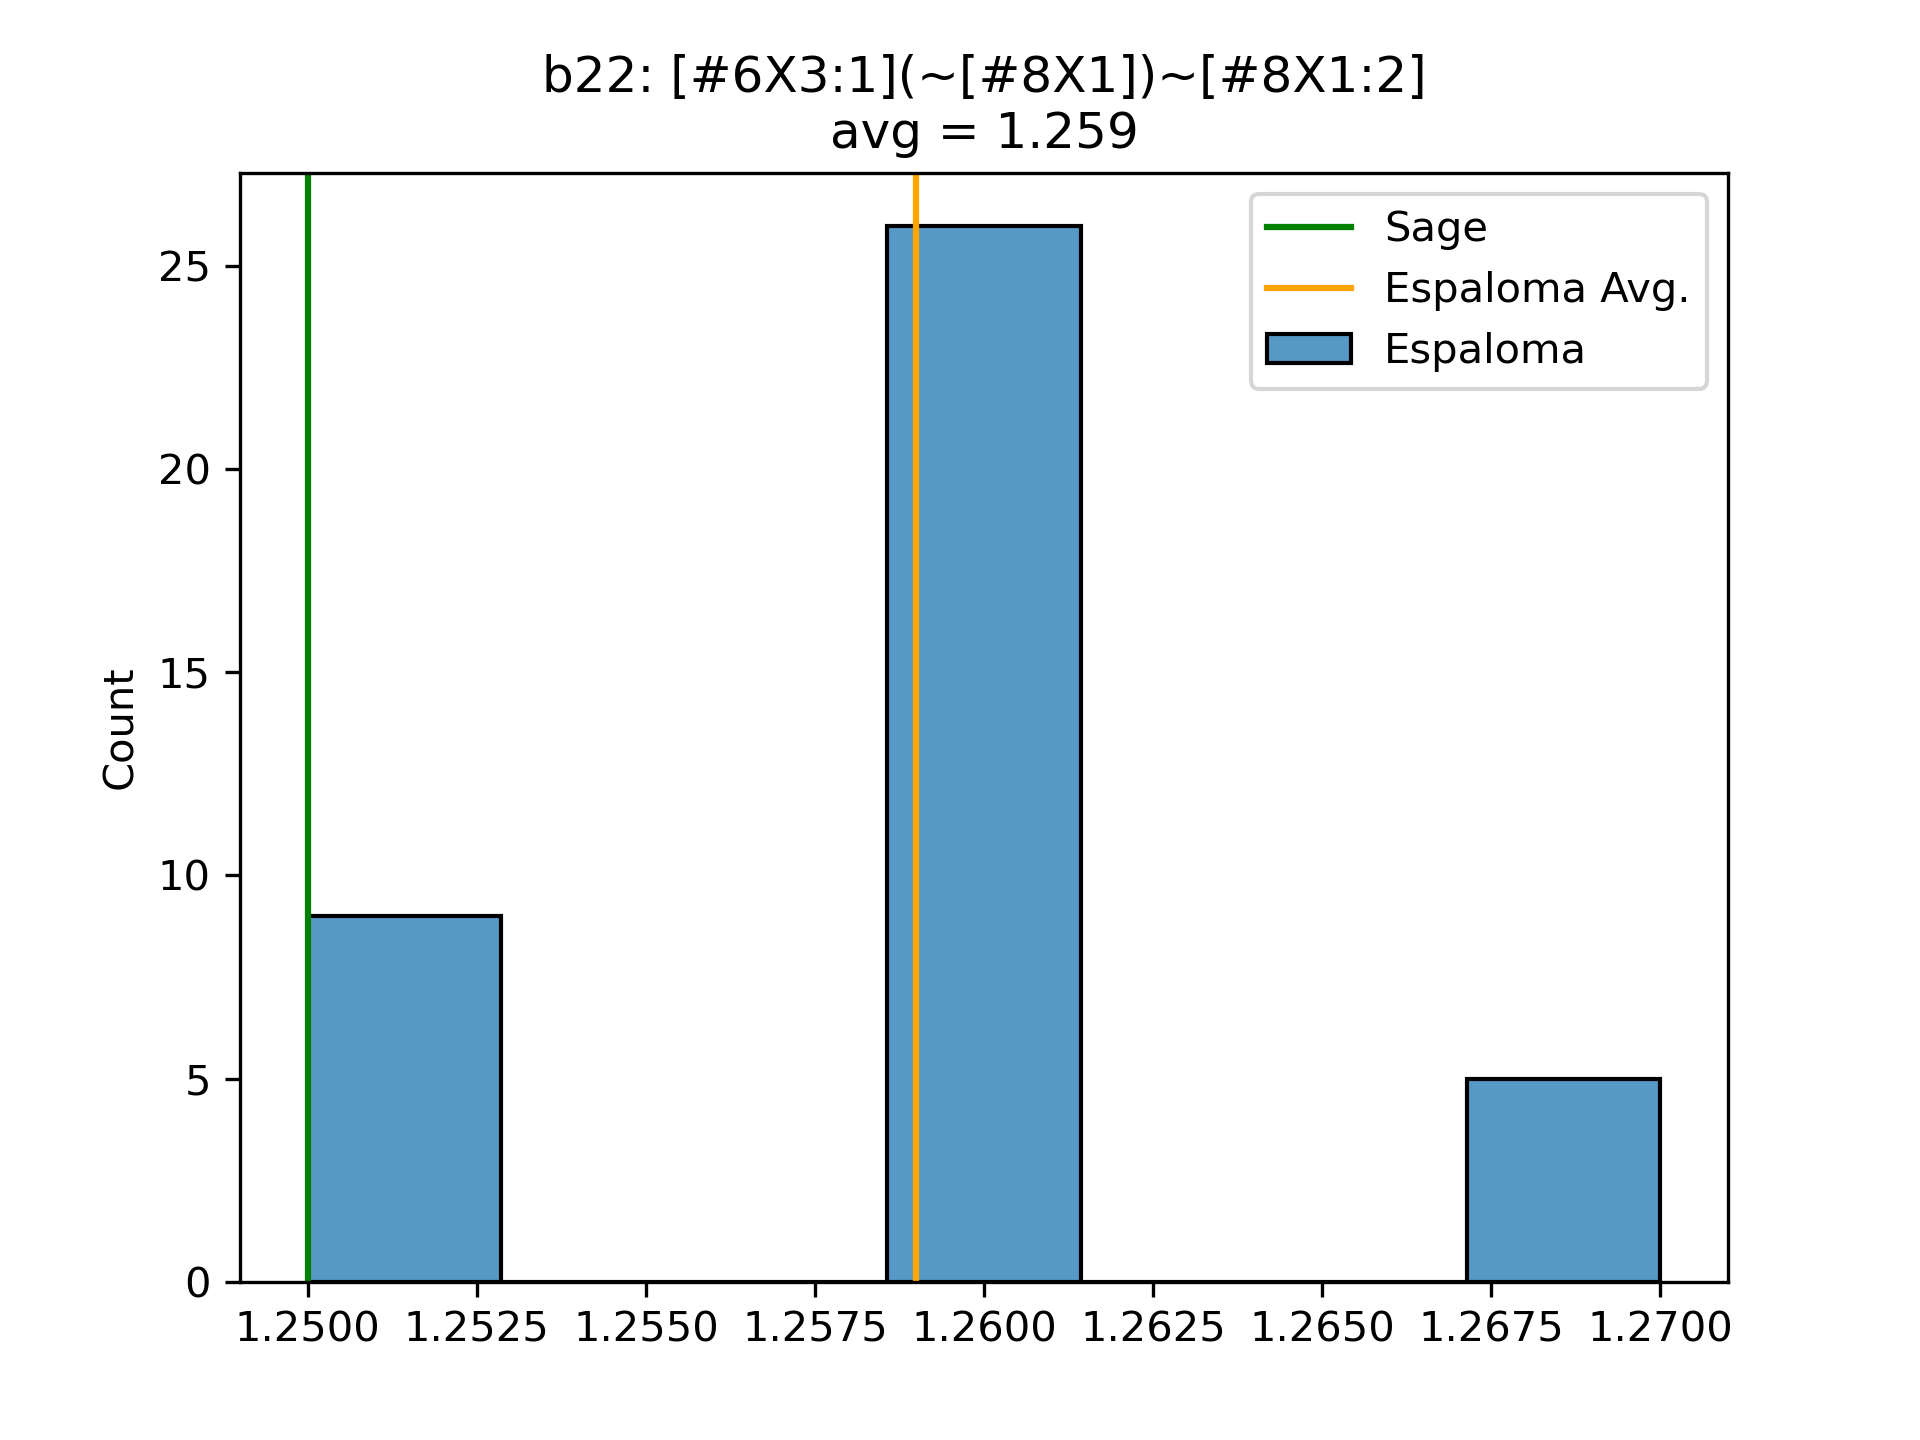 b22: [#6X3:1](~[#8X1])~[#8X1:2]
avg = 1.259
Sage
Espaloma Avg.
Espaloma
Count
25
20
15
10
5
0
1.2500 1.2525 1.2550 1.2575 1.2600 1.2625 1.2650 1.2675 1.2700